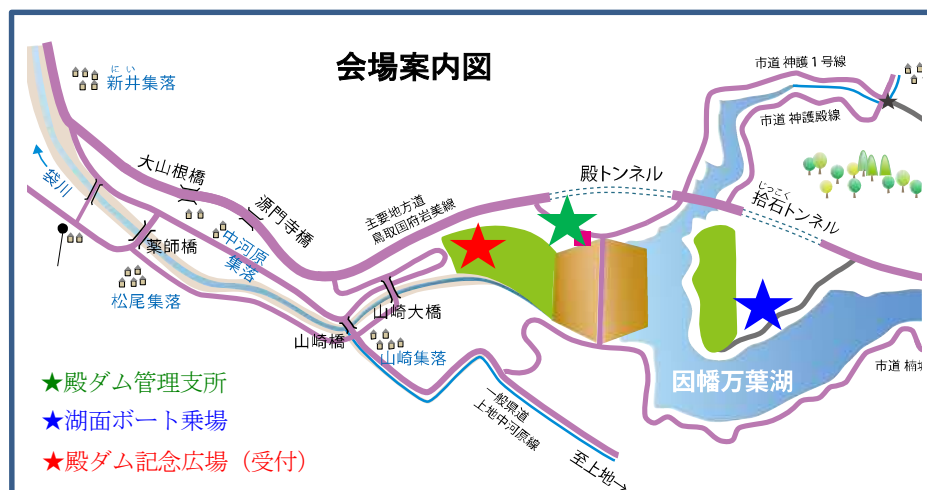 会場案内図
にい
新井集落
袋川
大山根橋
源門寺橋
主要地方道
鳥取国府岩美線
殿トンネル
じっこく
拾石トンネル
市道 神護1号線
市道 神護殿線
薬師橋
中河原
集落
松尾集落
山崎橋
山崎大橋
山崎集落
一般県道
上地中河原線
至上地→
因幡万葉湖
市道 楠城
★殿ダム管理支所
★湖面ボート乗場
★殿ダム記念広場（受付）